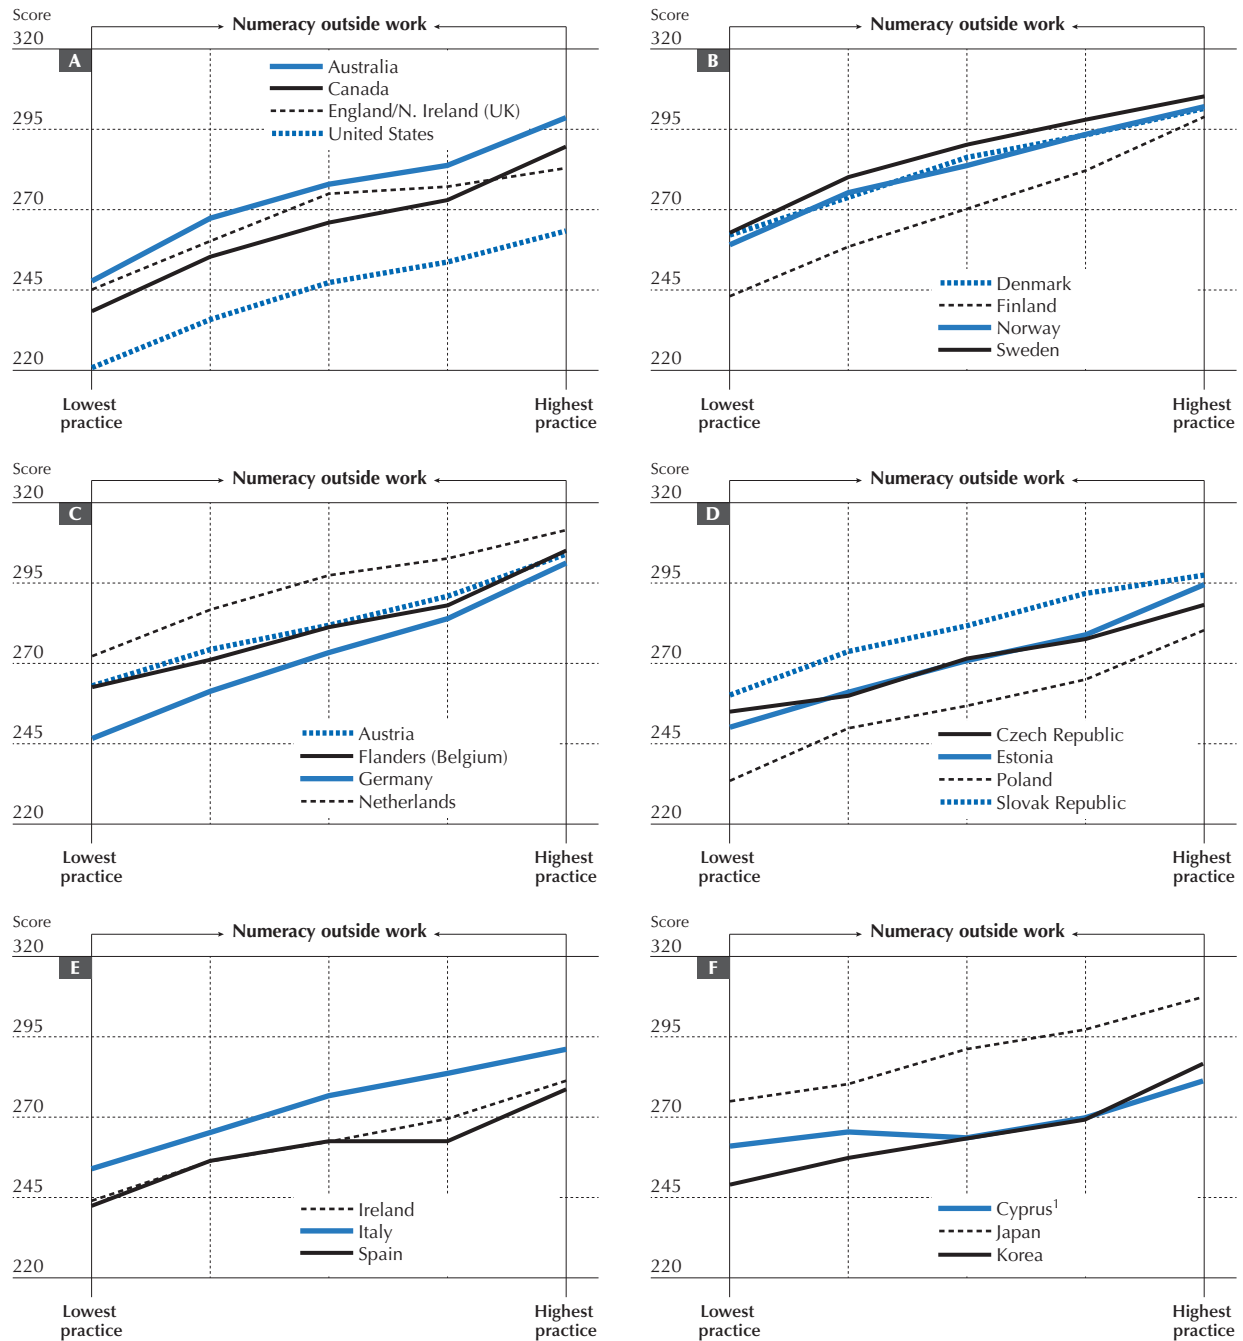 Score
Numeracy outside work
320
A
Australia
Canada
England/N. Ireland (UK)
United States
295
270
245
220
Lowest
practice
Highest
practice
Score
Numeracy outside work
320
B
295
270
245
Denmark
Finland
Norway
Sweden
220
Lowest
practice
Highest
practice
Score
Numeracy outside work
320
C
295
270
245
Austria
Flanders (Belgium)
Germany
Netherlands
220
Lowest
practice
Highest
practice
Score
Numeracy outside work
320
D
295
270
245
Czech Republic
Estonia
Poland
Slovak Republic
220
Lowest
practice
Highest
practice
Score
Numeracy outside work
320
E
295
270
245
Ireland
Italy
Spain
220
Lowest
practice
Highest
practice
Score
Numeracy outside work
320
F
295
270
245
Cyprus¹
Japan
Korea
220
Lowest
practice
Highest
practice